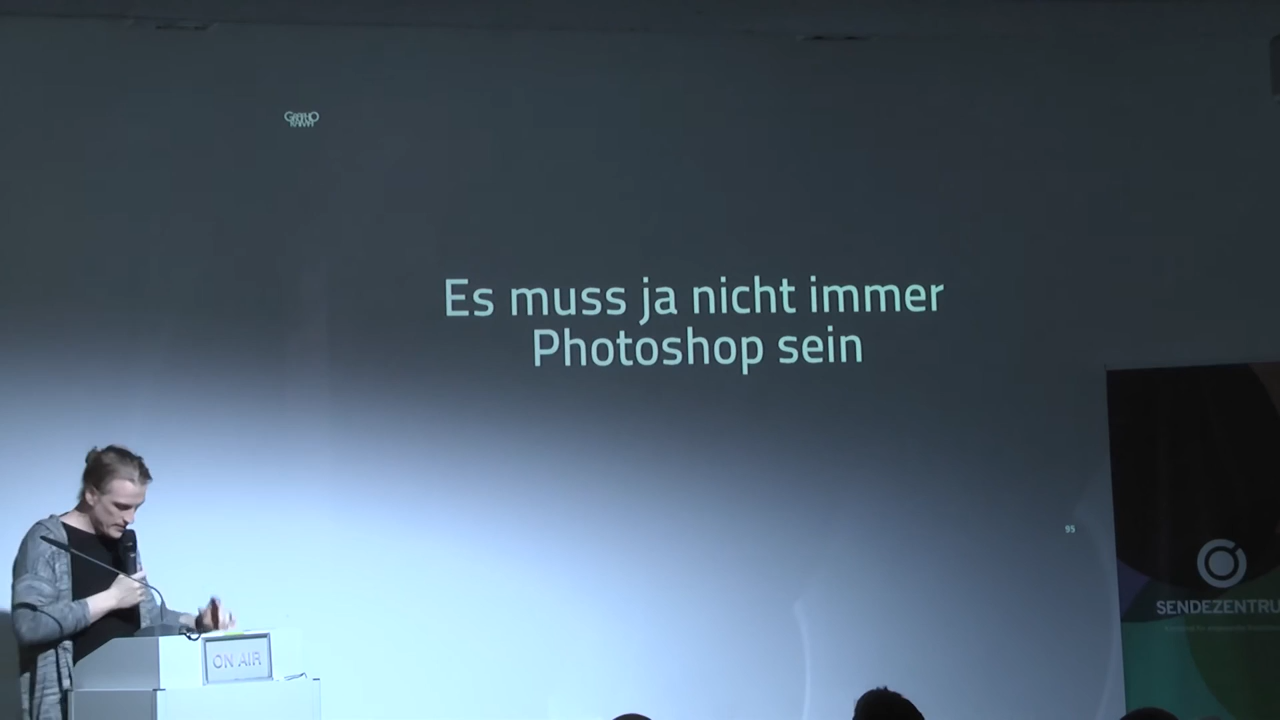 Es muss ja nicht immer
Photoshop sein
95
SENDEZENTRU
ON AIR